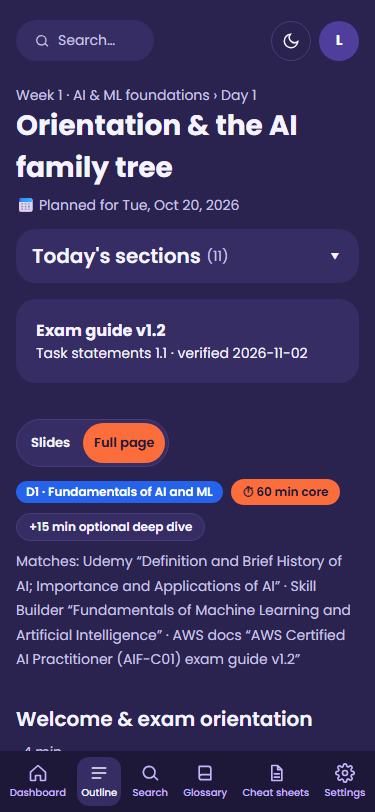 Search...
L
Week 1 · AI & ML foundations › Day 1
Orientation & the AI
family tree
Planned for Tue, Oct 20, 2026
Today's sections (11)
Exam guide v1.2
Task statements 1.1 · verified 2026-11-02
Slides
Full page
D1 · Fundamentals of AI and ML
⏱ 60 min core
+15 min optional deep dive
Matches: Udemy “Definition and Brief History of
AI; Importance and Applications of AI” · Skill
Builder “Fundamentals of Machine Learning and
Artificial Intelligence” · AWS docs “AWS Certified
AI Practitioner (AIF-C01) exam guide v1.2”
Welcome & exam orientation
Dashboard
Outline
Search
Glossary
Cheat sheets
Settings